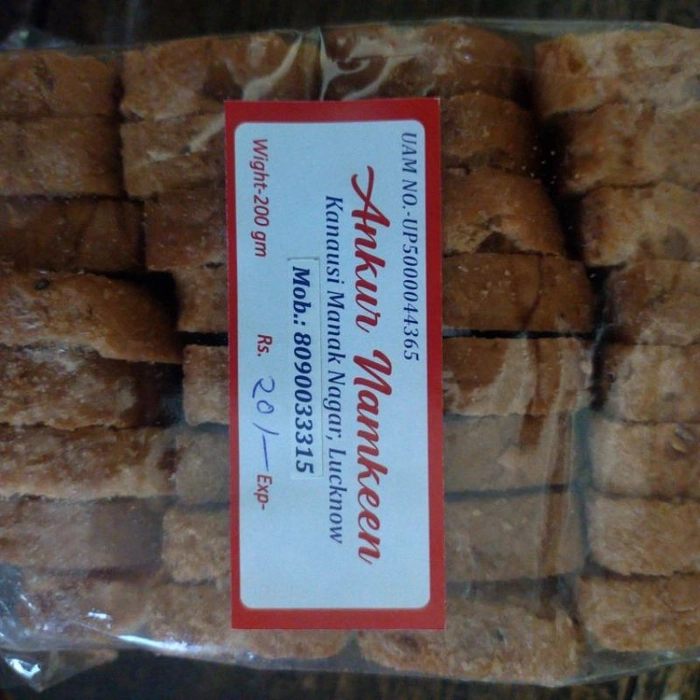 UAM NO.-UP5000044365
Ankur Namkeen
Kanausi Manak Nagar, Lucknow
Mob.: 8090033315
Wight-200 gm Rs. 20/- Exp-